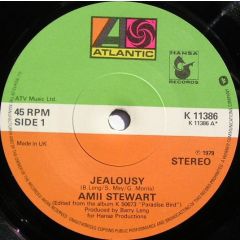 ATLANTIC
HANSA
RECORDS
ATV Music Ltd.
45 RPM
SIDE 1
K 11386
K 11386 A*
℗ 1979
Made in UK
STEREO
JEALOUSY
(B. Leng/S. May/G. Morris)
AMII STEWART
(Edited from the album K 50673 "Paradise Bird")
Produced by Barry Leng
for Hansa Productions